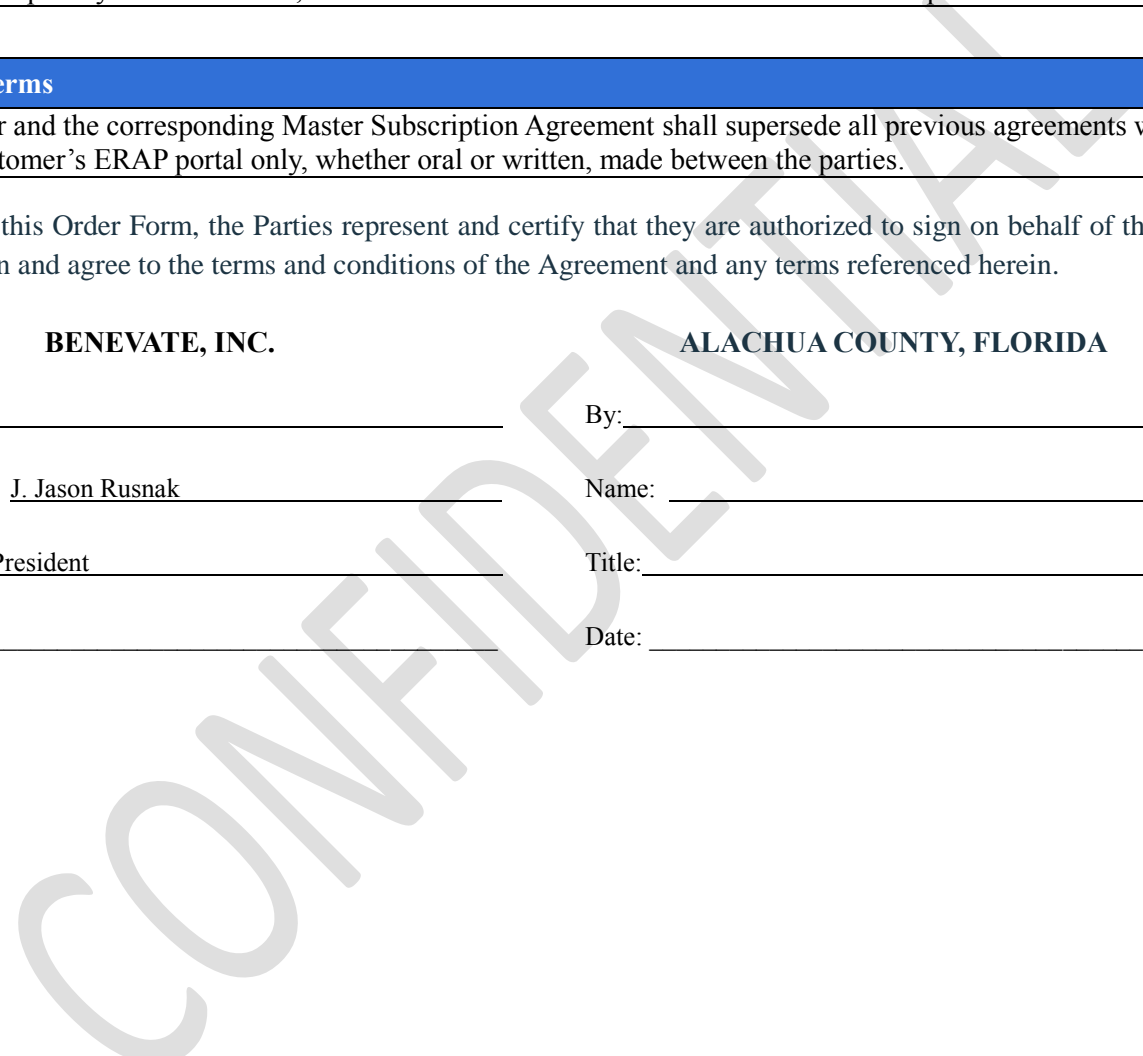 erms
r and the corresponding Master Subscription Agreement shall supersede all previous agreements
tomer's ERAP portal only, whether oral or written, made between the parties.
this Order Form, the Parties represent and certify that they are authorized to sign on behalf of th
n and agree to the terms and conditions of the Agreement and any terms referenced herein.
BENEVATE, INC. ALACHUA COUNTY, FLORIDA
By:
J. Jason Rusnak Name:
President Title:
Date:
CONFIDENTIAL